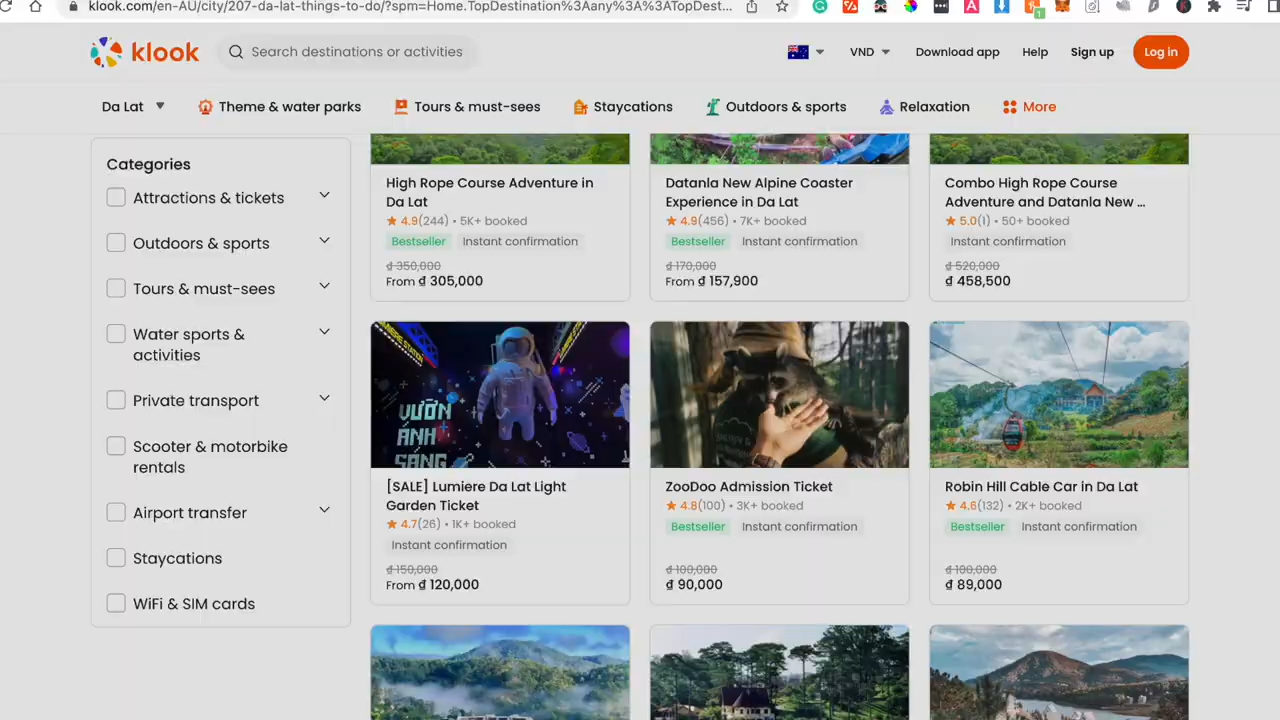 klook.com/en-AU/city/207-da-lat-things-to-do/?spm=Home.TopDestination%3Aany%3A%3ATopDest...
klook
Search destinations or activities
VND
Download app
Help
Sign up
Log in
Da Lat
Theme & water parks
Tours & must-sees
Staycations
Outdoors & sports
Relaxation
More
Categories
Attractions & tickets
Outdoors & sports
Tours & must-sees
Water sports &
activities
Private transport
Scooter & motorbike
rentals
Airport transfer
Staycations
WiFi & SIM cards
High Rope Course Adventure in
Da Lat
4.9(244) • 5K+ booked
Bestseller Instant confirmation
₫ 350,000
From ₫ 305,000
Datanla New Alpine Coaster
Experience in Da Lat
4.9(456) • 7K+ booked
Bestseller Instant confirmation
₫ 170,000
From ₫ 157,900
Combo High Rope Course
Adventure and Datanla New ...
5.0(1) • 50+ booked
Instant confirmation
₫ 520,000
₫ 458,500
VƯỜN
ÁNH
SÁNG
[SALE] Lumiere Da Lat Light
Garden Ticket
4.7(26) • 1K+ booked
Instant confirmation
₫ 150,000
From ₫ 120,000
ZooDoo Admission Ticket
4.8(100) • 3K+ booked
Bestseller Instant confirmation
₫ 100,000
₫ 90,000
Robin Hill Cable Car in Da Lat
4.6(132) • 2K+ booked
Bestseller Instant confirmation
₫ 100,000
₫ 89,000